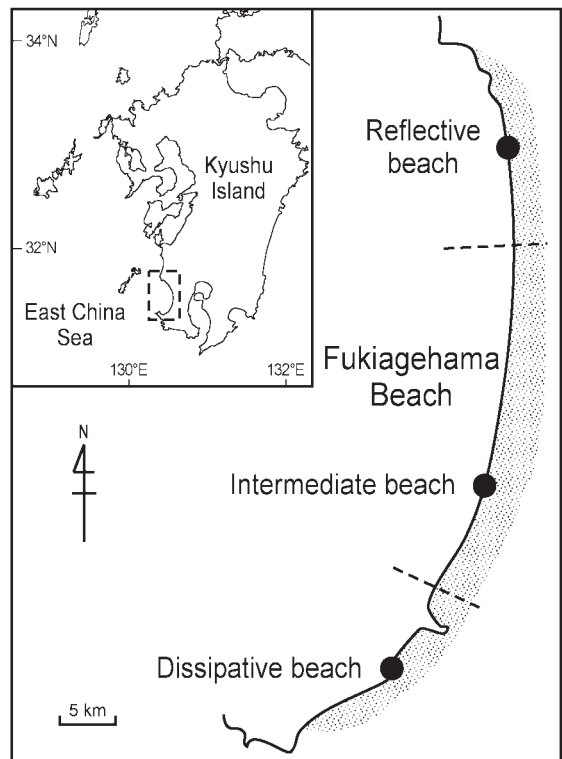 34°N
Kyushu
Island
32°N
East China
Sea
130°E
132°E
Reflective
beach
Fukiagehama
Beach
N
Intermediate beach
Dissipative beach
5 km